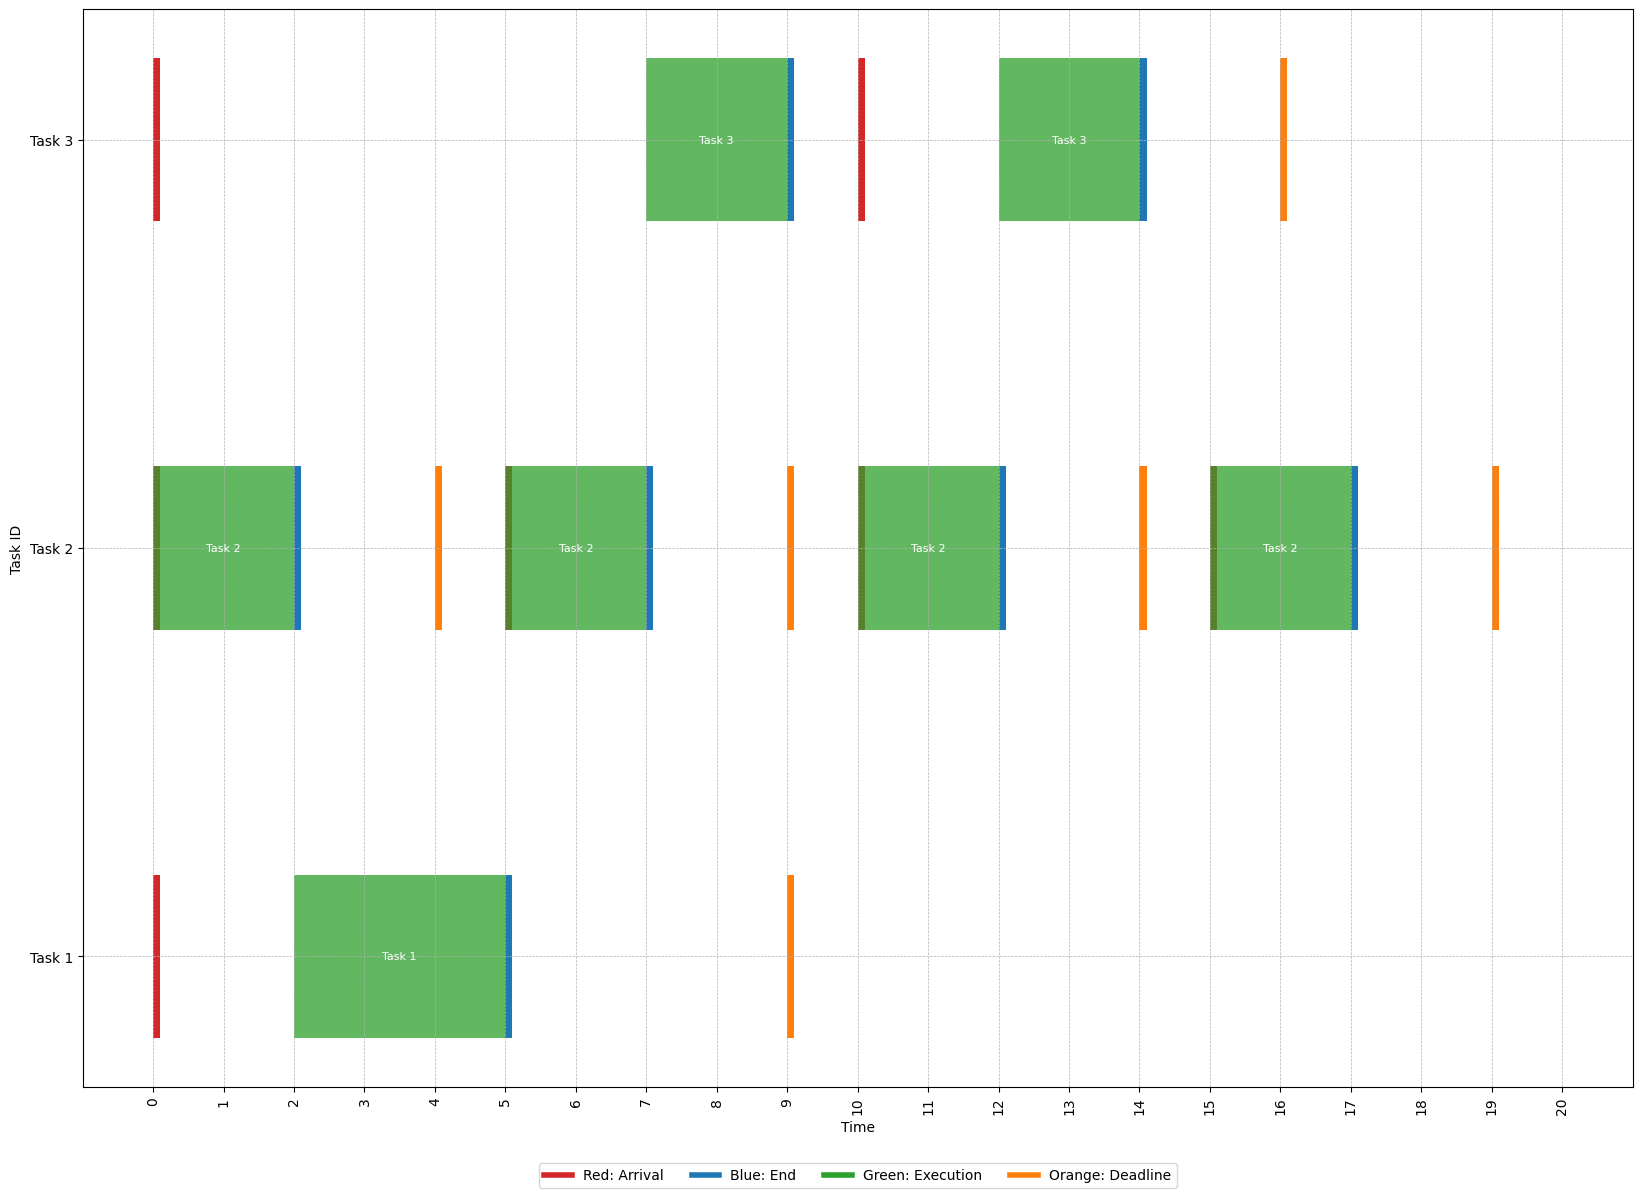 Task 3
Task 3
Task 3
Task ID
Task 2
Task 2
Task 2
Task 2
Task 2
Task 1
Task 1
0
1
2
3
4
5
6
7
8
9
10
11
12
13
14
15
16
17
18
19
20
Time
Red: Arrival
Blue: End
Green: Execution
Orange: Deadline